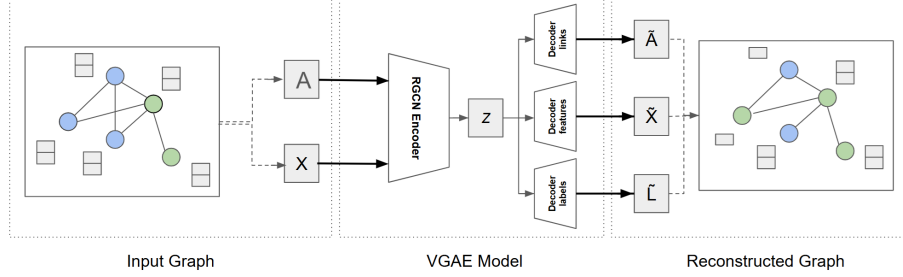 A
X
RGCN Encoder
z
Decoder
links
Decoder
features
Decoder
labels
Ã
X̃
L̃
Input Graph
VGAE Model
Reconstructed Graph